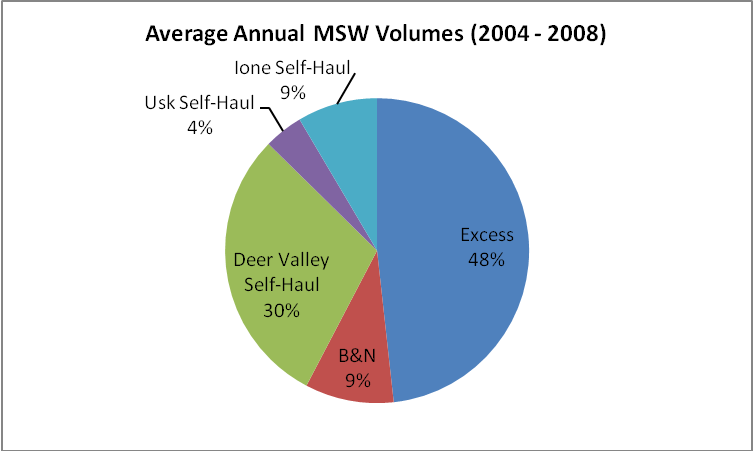 Average Annual MSW Volumes (2004 - 2008)
Ione Self-Haul
9%
Usk Self-Haul
4%
Excess
48%
Deer Valley
Self-Haul
30%
B&N
9%